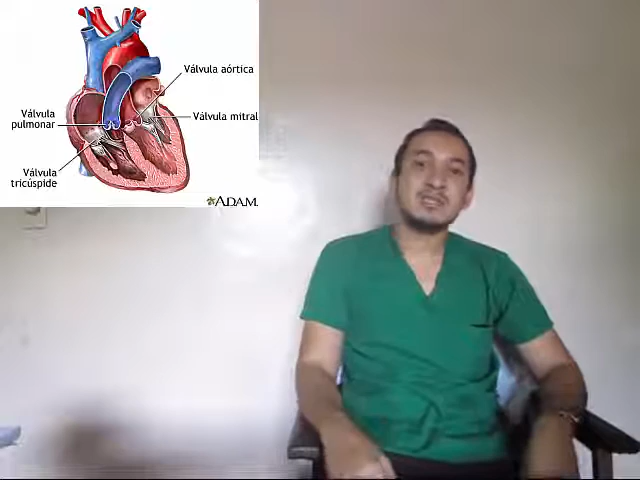 Válvula aórtica
Válvula mitral
Válvula
pulmonar
Válvula
tricúspide
A.D.A.M.